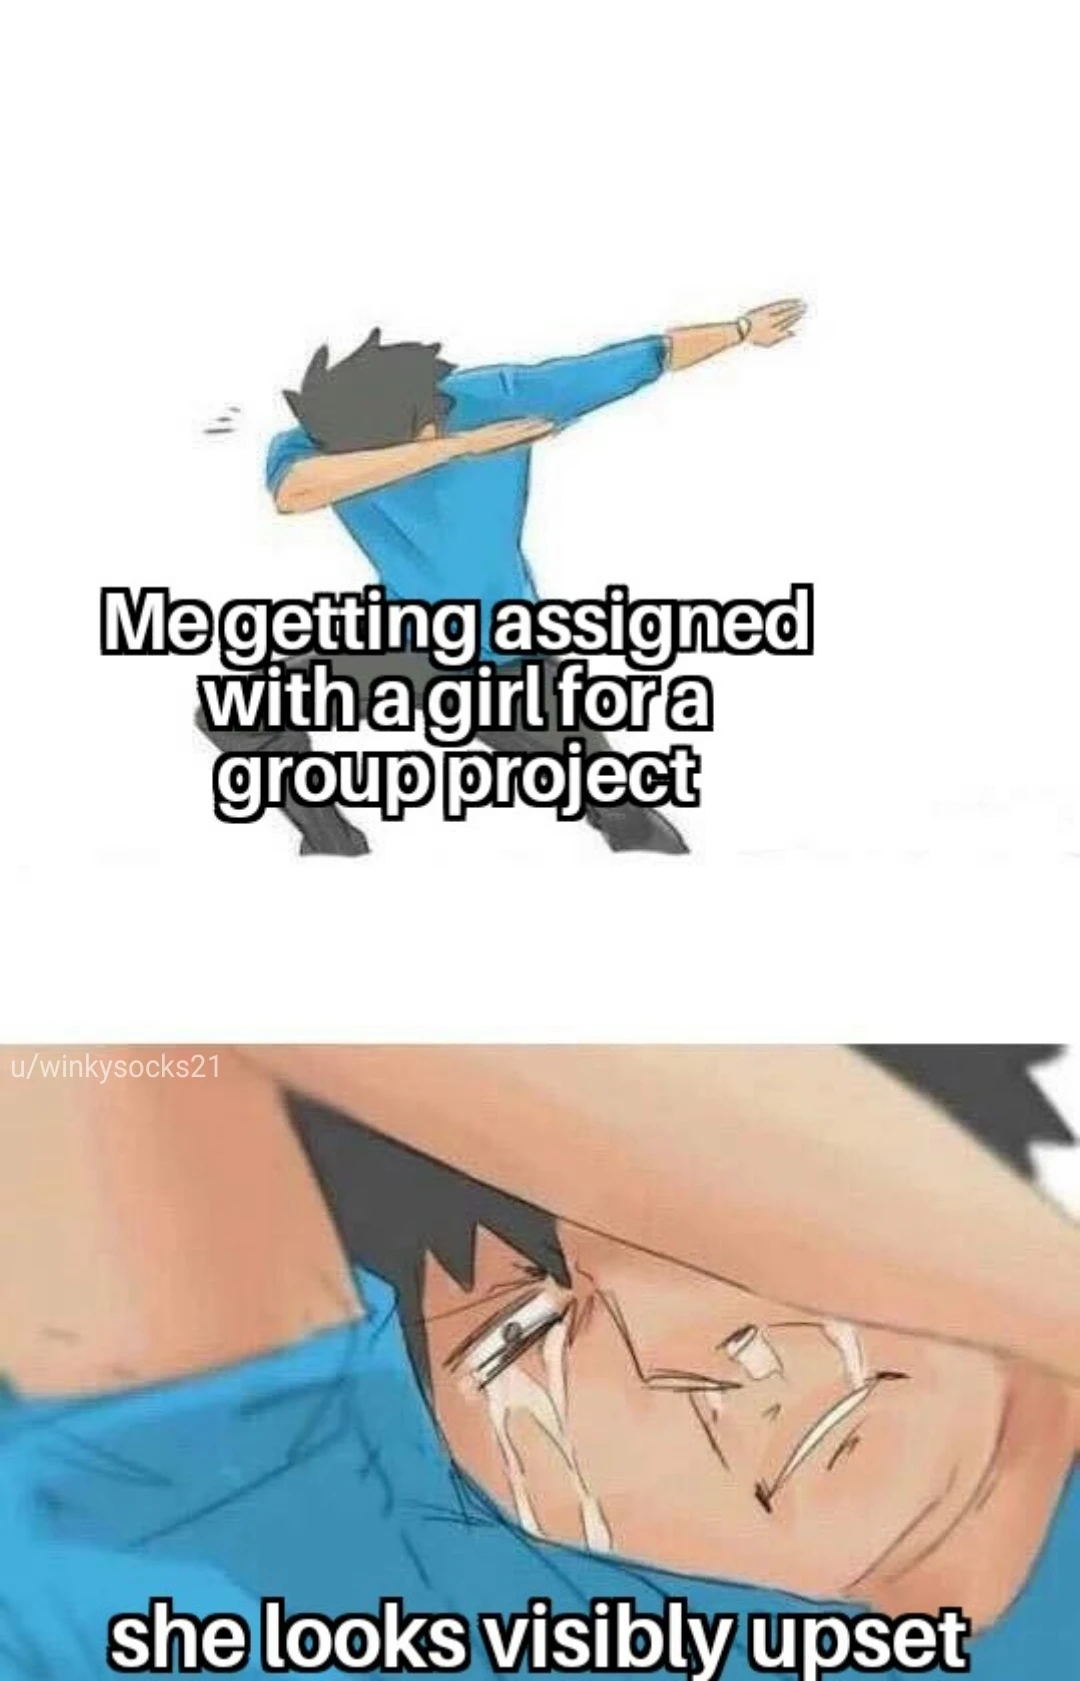 Me getting assigned
with a girl for a
group project
u/winkysocks21
she looks visibly upset